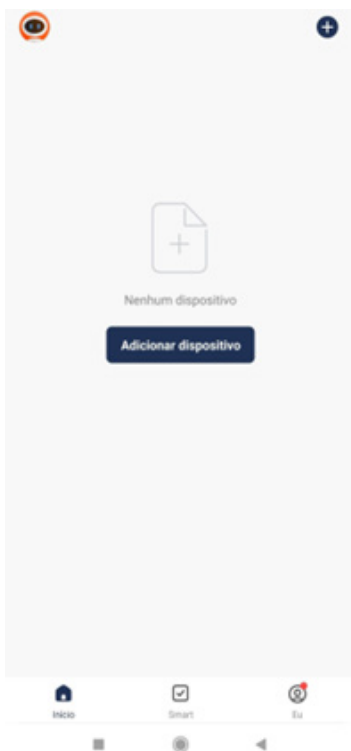 Nenhum dispositivo
Adicionar dispositivo
Início
Smart
Eu